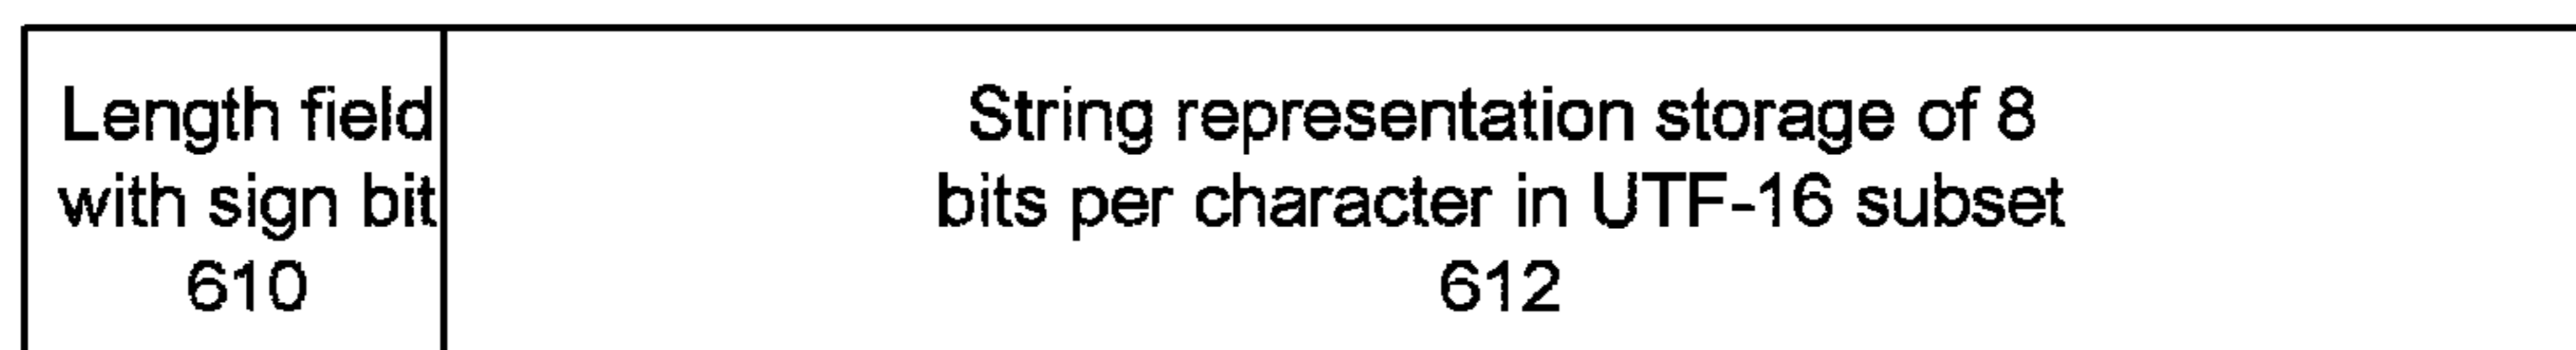 Length field
with sign bit
610
String representation storage of 8
bits per character in UTF-16 subset
612